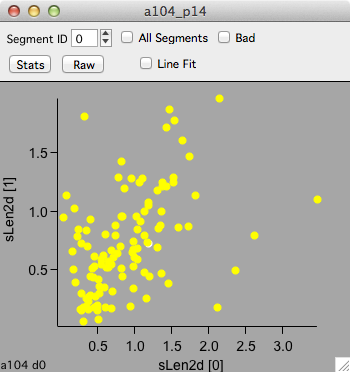 a104_p14
Segment ID 0 All Segments Bad
Stats Raw Line Fit
sLen2d [1]
1.5
1.0
0.5
0.5 1.0 1.5 2.0 2.5 3.0
a104 d0 sLen2d [0]